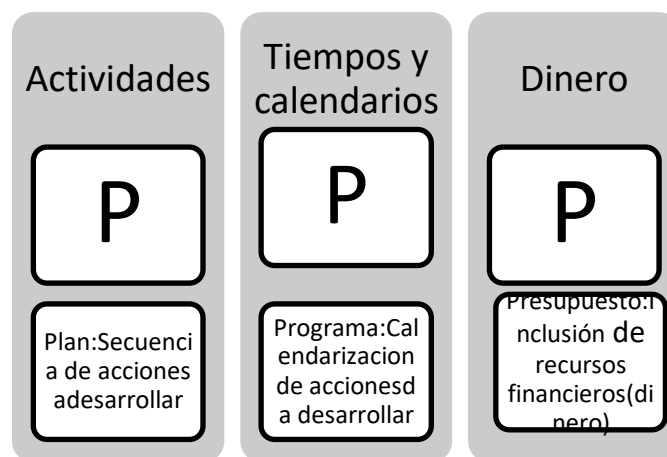 Actividades
P
Plan:Secuenci
a de acciones
adesarrollar
Tiempos y
calendarios
P
Programa:Cal
endarizacion
de accionesd
a desarrollar
Dinero
P
Presupuesto:I
nclusión de
recursos
financieros(di
nero)